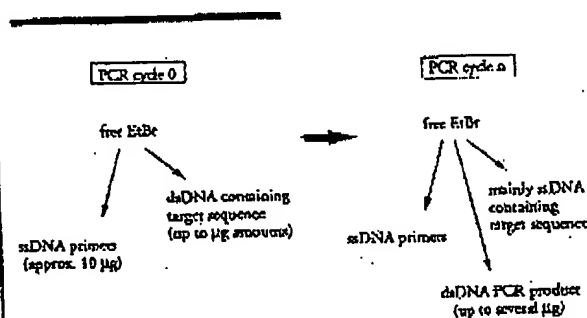 PCR cycle 0
free EtBr
dsDNA containing
target sequence
(up to µg amounts)
ssDNA primers
(approx. 10 µg)
PCR cycle n
free EtBr
mainly ssDNA
containing
target sequence
ssDNA primers
dsDNA PCR product
(up to several µg)